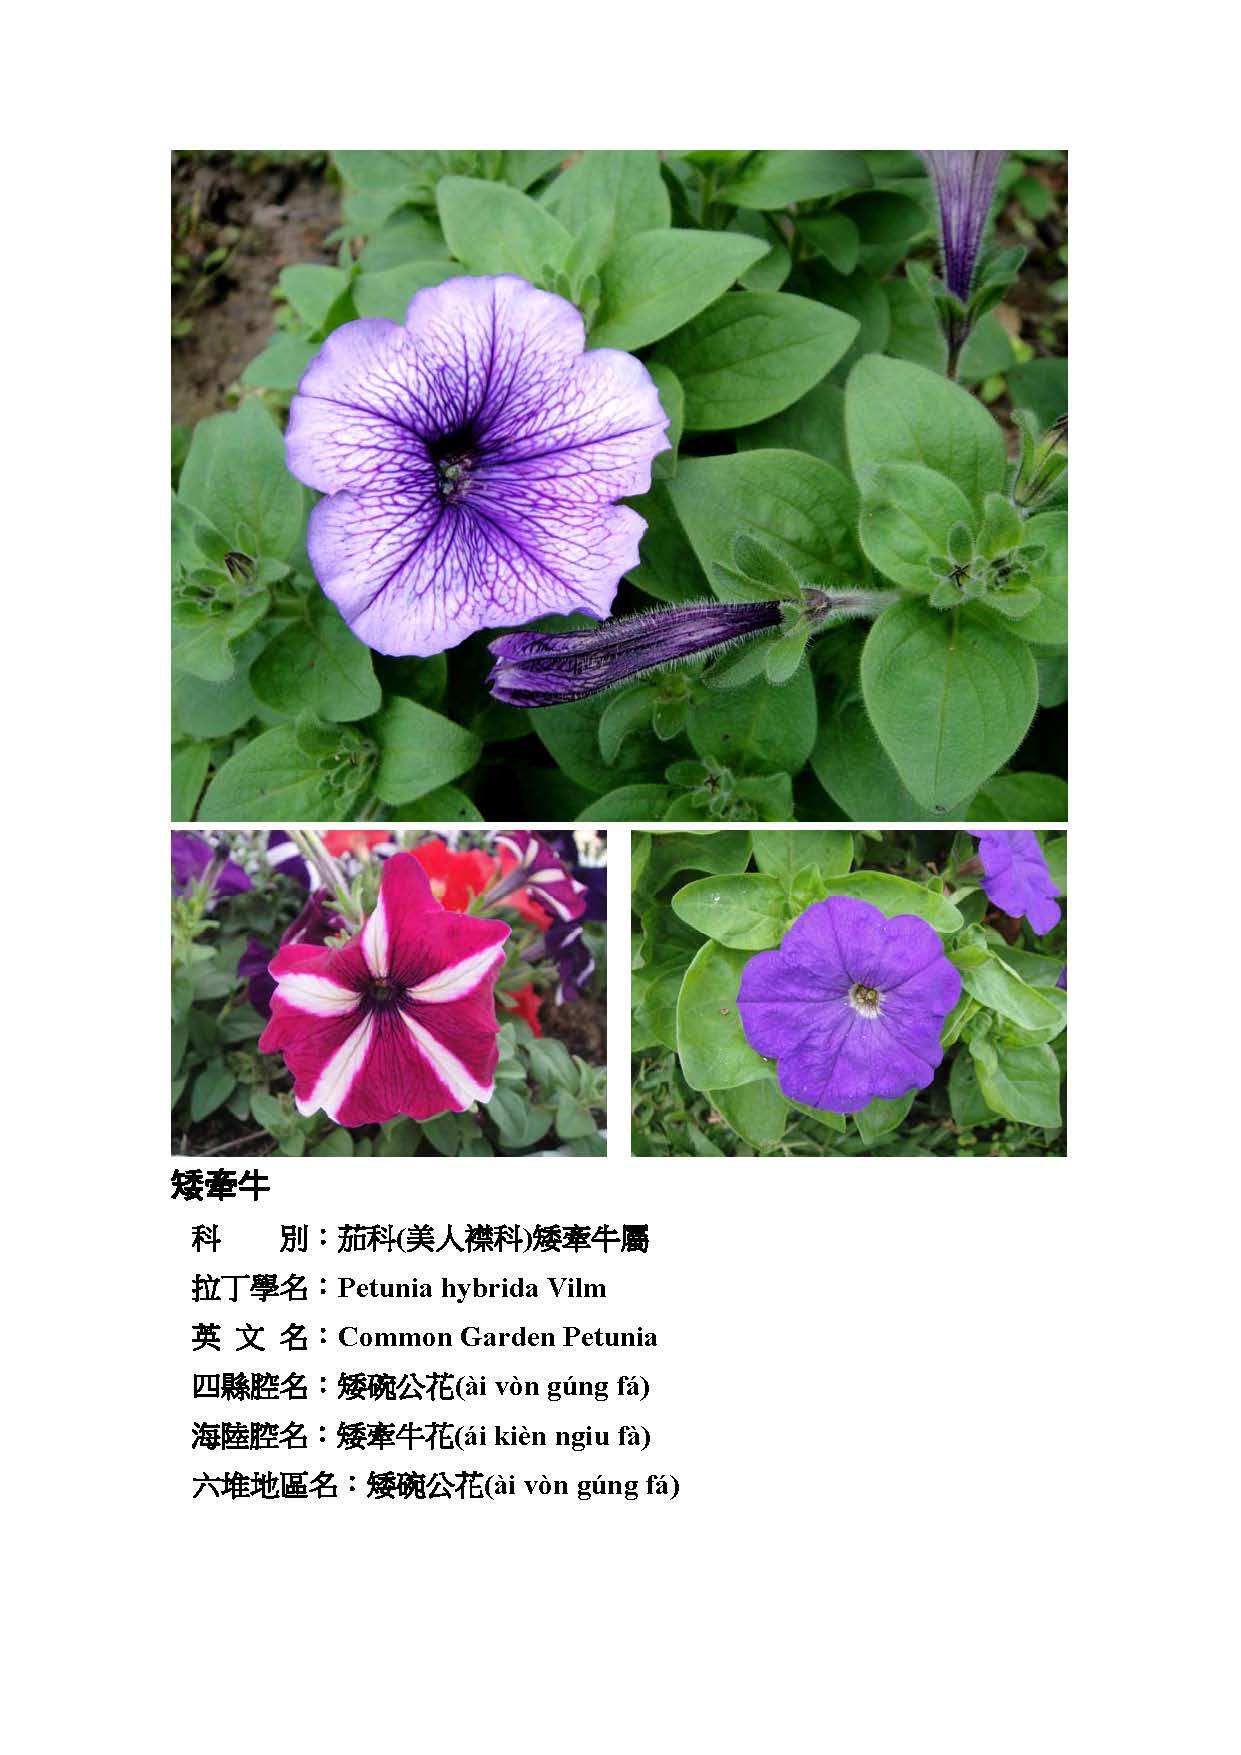 矮牽牛
科　　別：茄科(美人襟科)矮牽牛屬
拉丁學名：Petunia hybrida Vilm
英 文 名：Common Garden Petunia
四縣腔名：矮碗公花(ài vòn gúng fá)
海陸腔名：矮牽牛花(ái kièn ngiu fà)
六堆地區名：矮碗公花(ài vòn gúng fá)